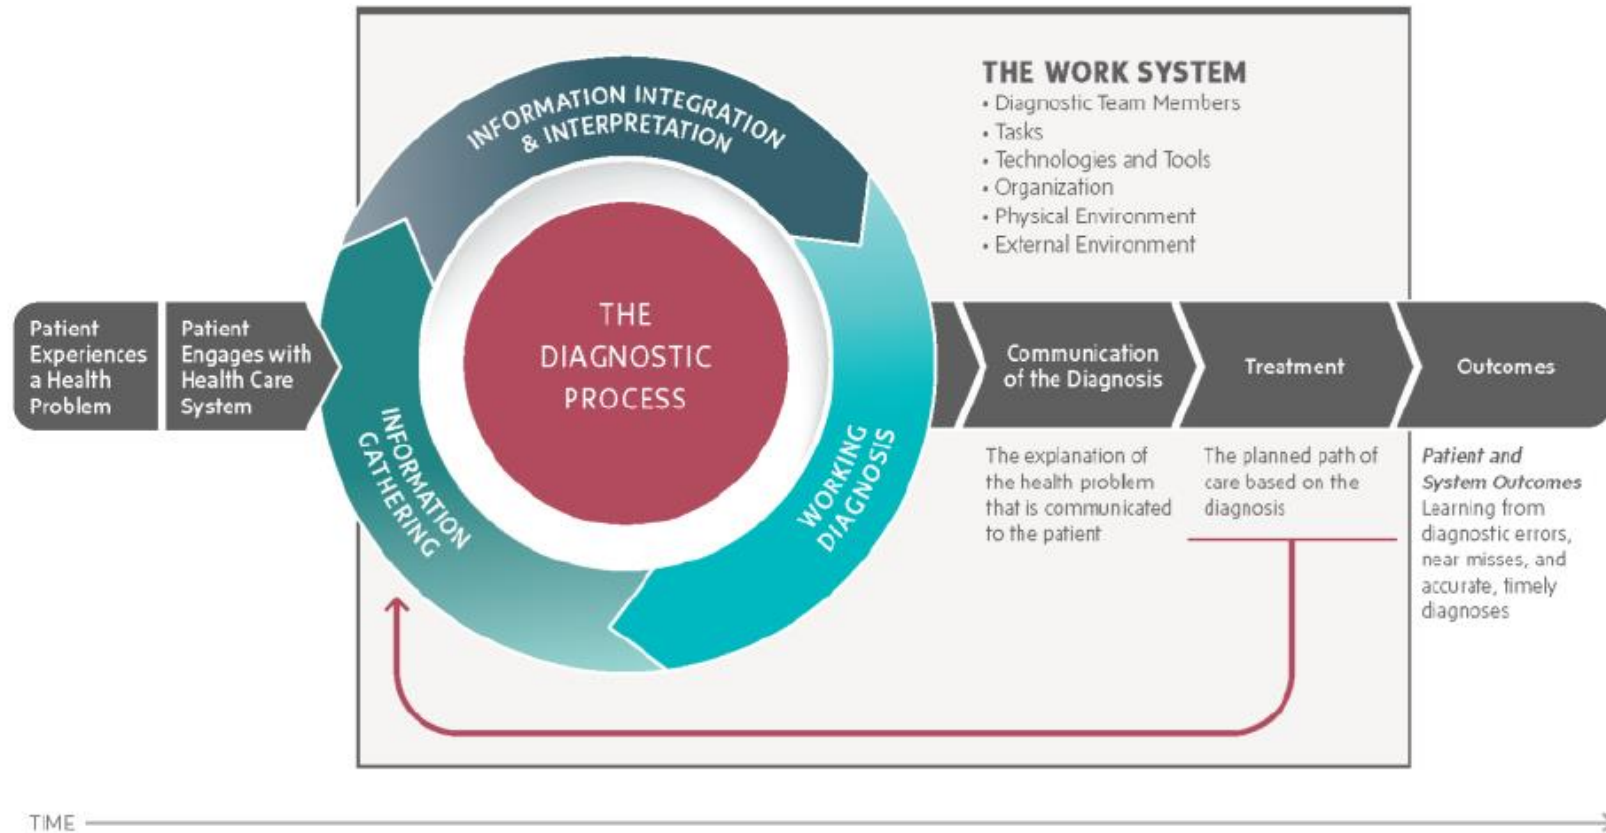 THE WORK SYSTEM
• Diagnostic Team Members
• Tasks
• Technologies and Tools
• Organization
• Physical Environment
• External Environment
INFORMATION INTEGRATION
& INTERPRETATION
THE
DIAGNOSTIC
PROCESS
INFORMATION
GATHERING
WORKING
DIAGNOSIS
Patient
Experiences
a Health
Problem
Patient
Engages with
Health Care
System
Communication
of the Diagnosis
Treatment
Outcomes
The explanation of
the health problem
that is communicated
to the patient
The planned path of
care based on the
diagnosis
Patient and
System Outcomes
Learning from
diagnostic errors,
near misses, and
accurate, timely
diagnoses
TIME